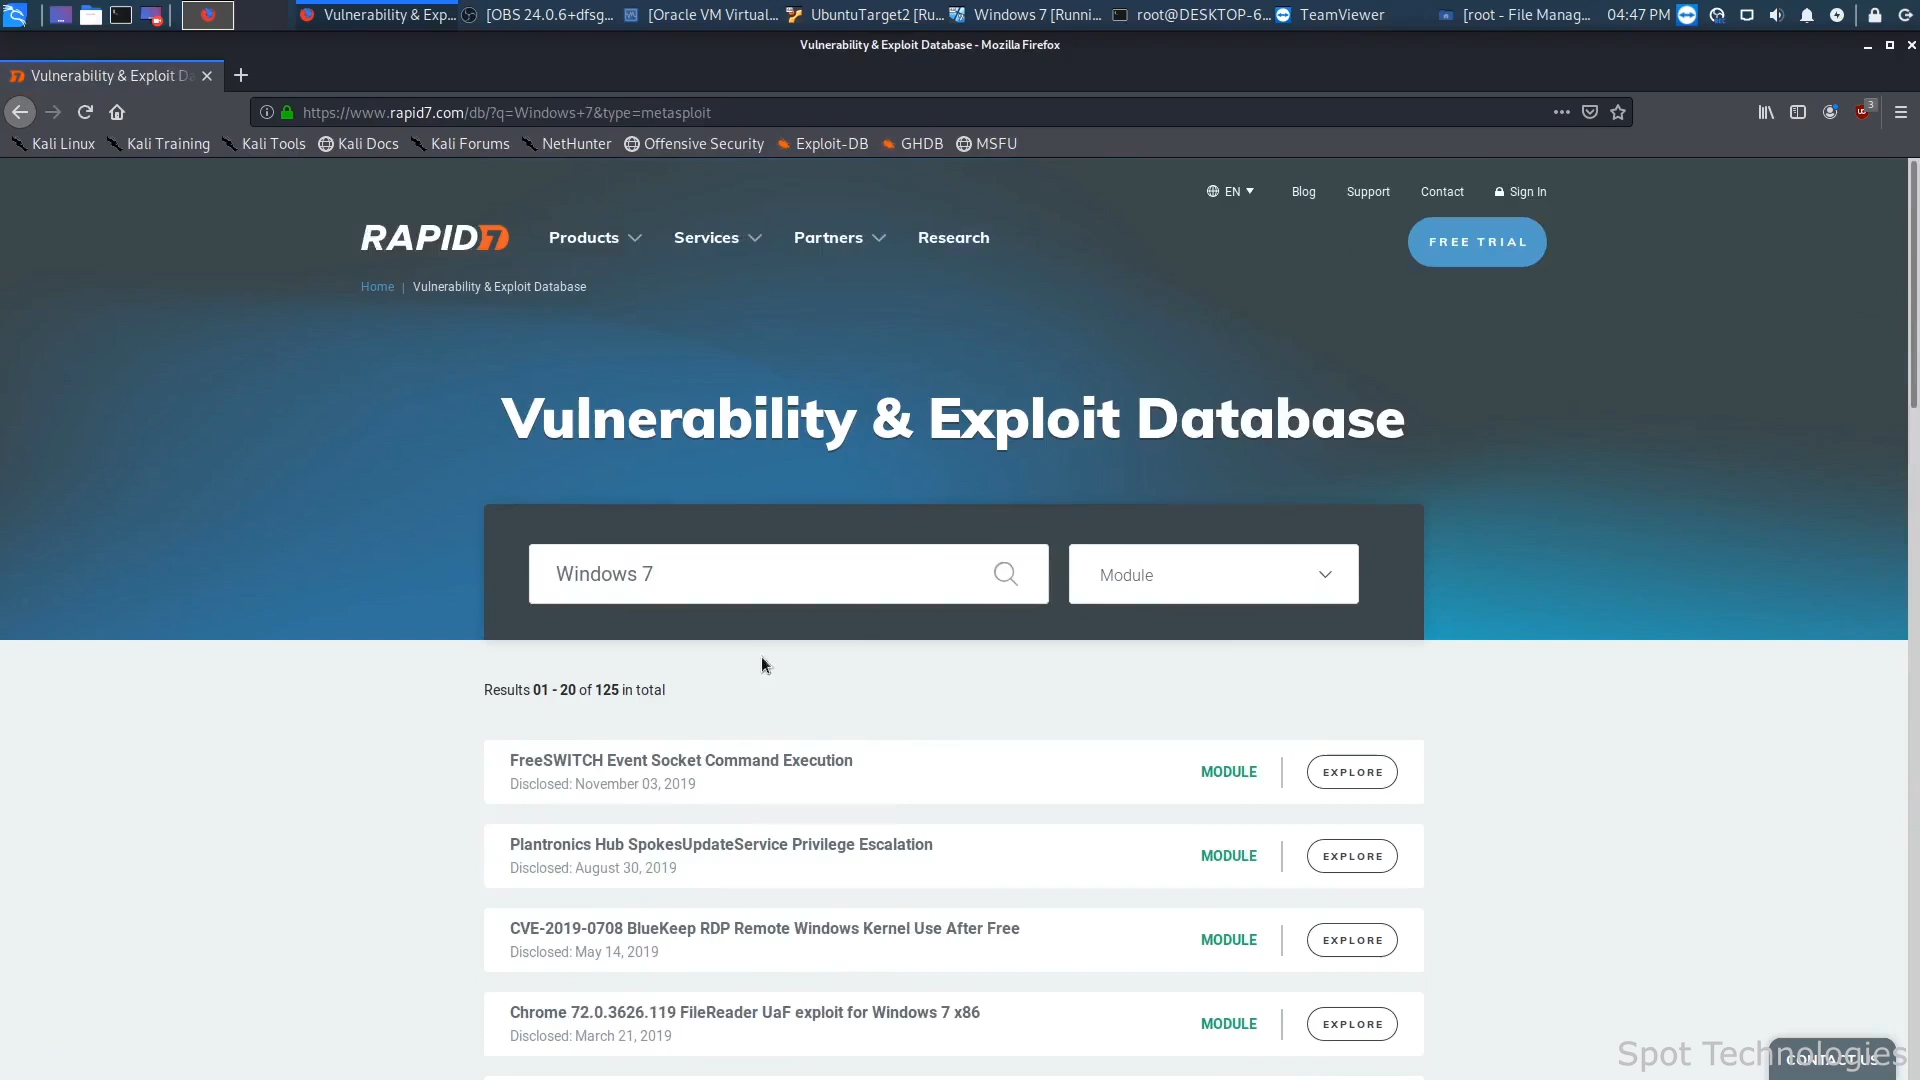 Vulnerability & Exp... [OBS 24.0.6+dfsg... [Oracle VM Virtual... UbuntuTarget2 [Ru... Windows 7 [Runni... root@DESKTOP-6... TeamViewer [root - File Manag... 04:47 PM
Vulnerability & Exploit Database - Mozilla Firefox
Vulnerability & Exploit Da
https://www.rapid7.com/db/?q=Windows+7&type=metasploit 3
Kali Linux Kali Training Kali Tools Kali Docs Kali Forums NetHunter Offensive Security Exploit-DB GHDB MSFU
EN Blog Support Contact Sign In
RAPID7 Products Services Partners Research FREE TRIAL
Home | Vulnerability & Exploit Database
Vulnerability & Exploit Database
Windows 7 Module
Results 01 - 20 of 125 in total
FreeSWITCH Event Socket Command Execution
Disclosed: November 03, 2019
MODULE EXPLORE
Plantronics Hub SpokesUpdateService Privilege Escalation
Disclosed: August 30, 2019
MODULE EXPLORE
CVE-2019-0708 BlueKeep RDP Remote Windows Kernel Use After Free
Disclosed: May 14, 2019
MODULE EXPLORE
Chrome 72.0.3626.119 FileReader UaF exploit for Windows 7 x86
Disclosed: March 21, 2019
MODULE EXPLORE
CONTACT US
Spot Technologies